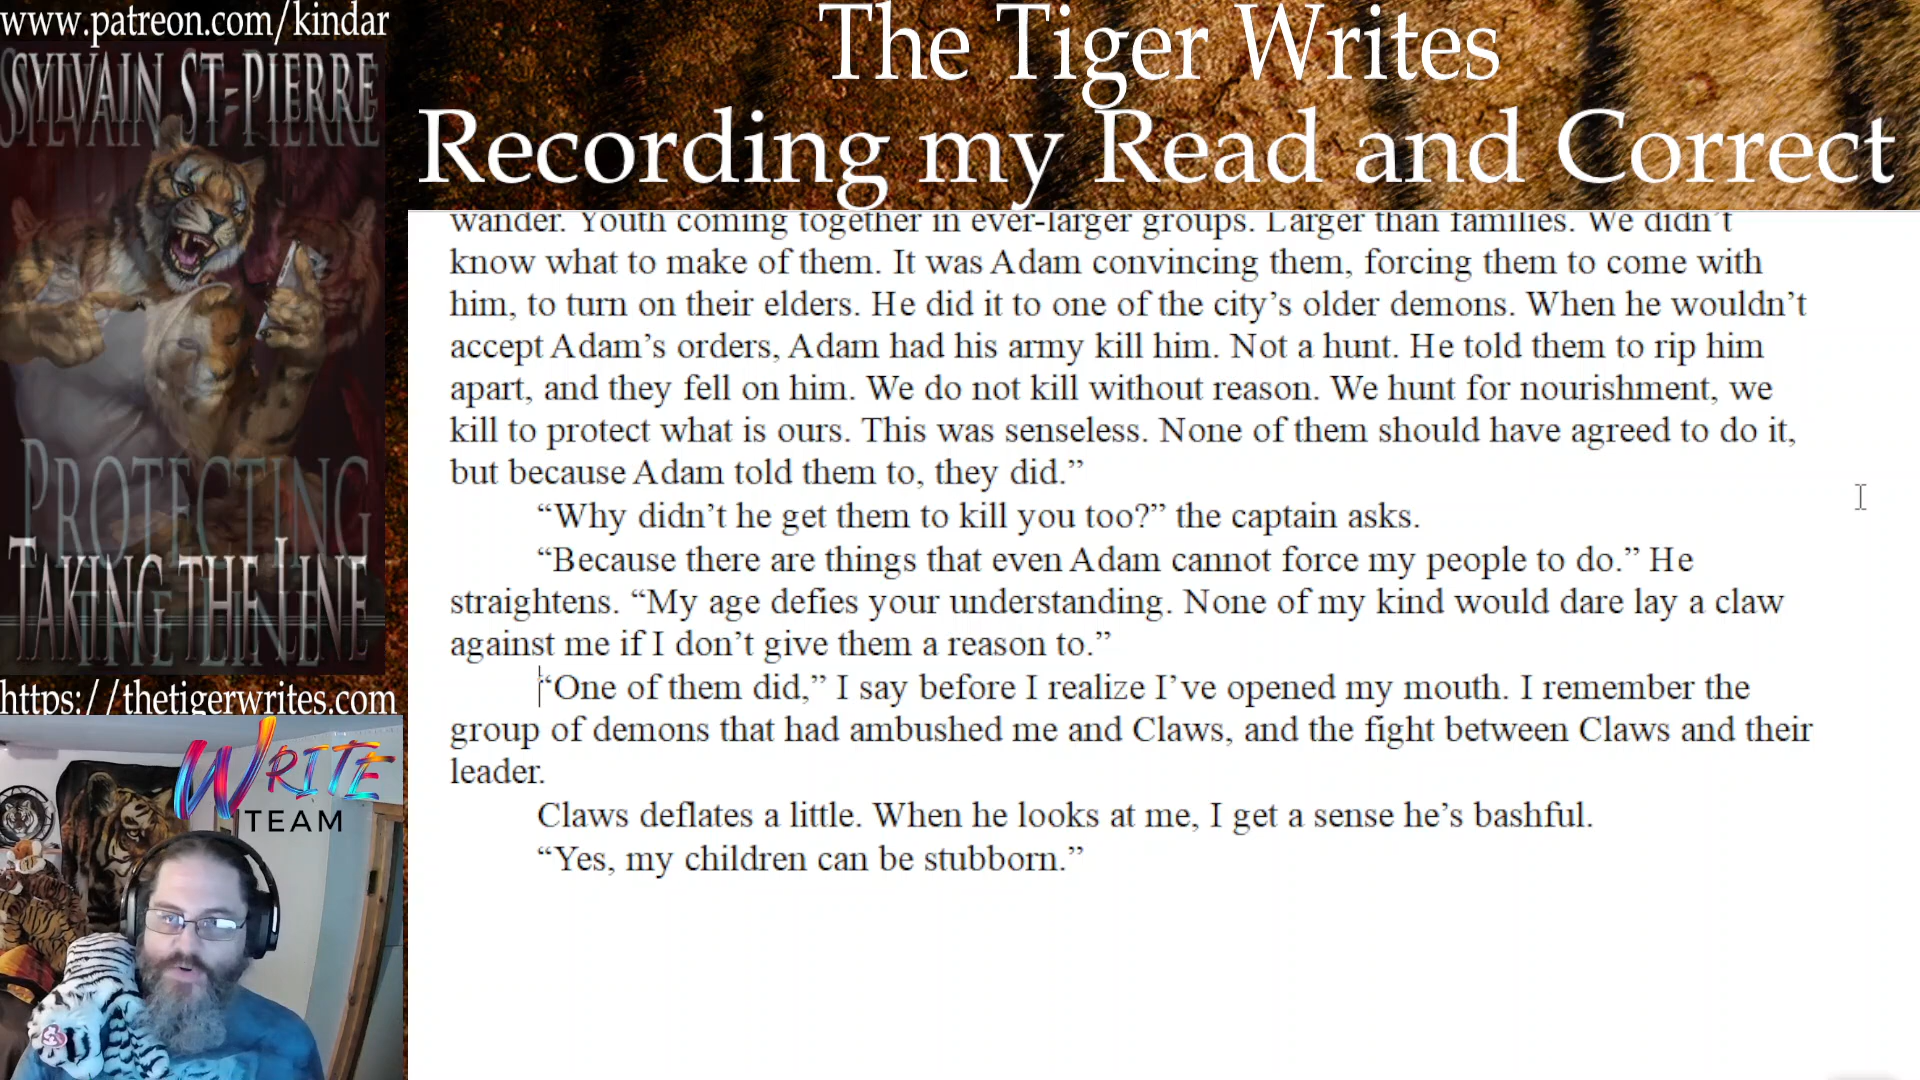 www.patreon.com/kindar
SYLVAIN ST-PIERRE
PROTECTING
TAKING THE LINE
THE LINE
https://thetigerwrites.com
WRITE
TEAM
The Tiger Writes
Recording my Read and Correct
wander. Youth coming together in ever-larger groups. Larger than families. We didn’t
know what to make of them. It was Adam convincing them, forcing them to come with
him, to turn on their elders. He did it to one of the city’s older demons. When he wouldn’t
accept Adam’s orders, Adam had his army kill him. Not a hunt. He told them to rip him
apart, and they fell on him. We do not kill without reason. We hunt for nourishment, we
kill to protect what is ours. This was senseless. None of them should have agreed to do it,
but because Adam told them to, they did.”
“Why didn’t he get them to kill you too?” the captain asks.
“Because there are things that even Adam cannot force my people to do.” He
straightens. “My age defies your understanding. None of my kind would dare lay a claw
against me if I don’t give them a reason to.”
“One of them did,” I say before I realize I’ve opened my mouth. I remember the
group of demons that had ambushed me and Claws, and the fight between Claws and their
leader.
Claws deflates a little. When he looks at me, I get a sense he’s bashful.
“Yes, my children can be stubborn.”